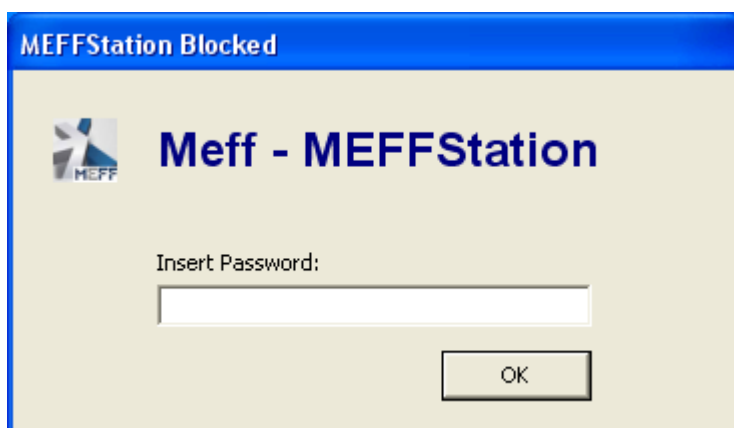 MEFFStation Blocked
MEFF
Meff - MEFFStation
Insert Password:
OK